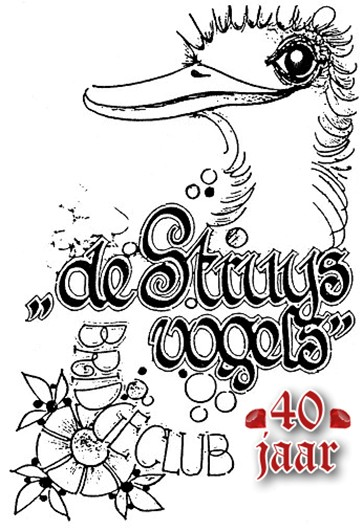 „de Struys
vogels”
BRIDGE
CLUB
40
jaar